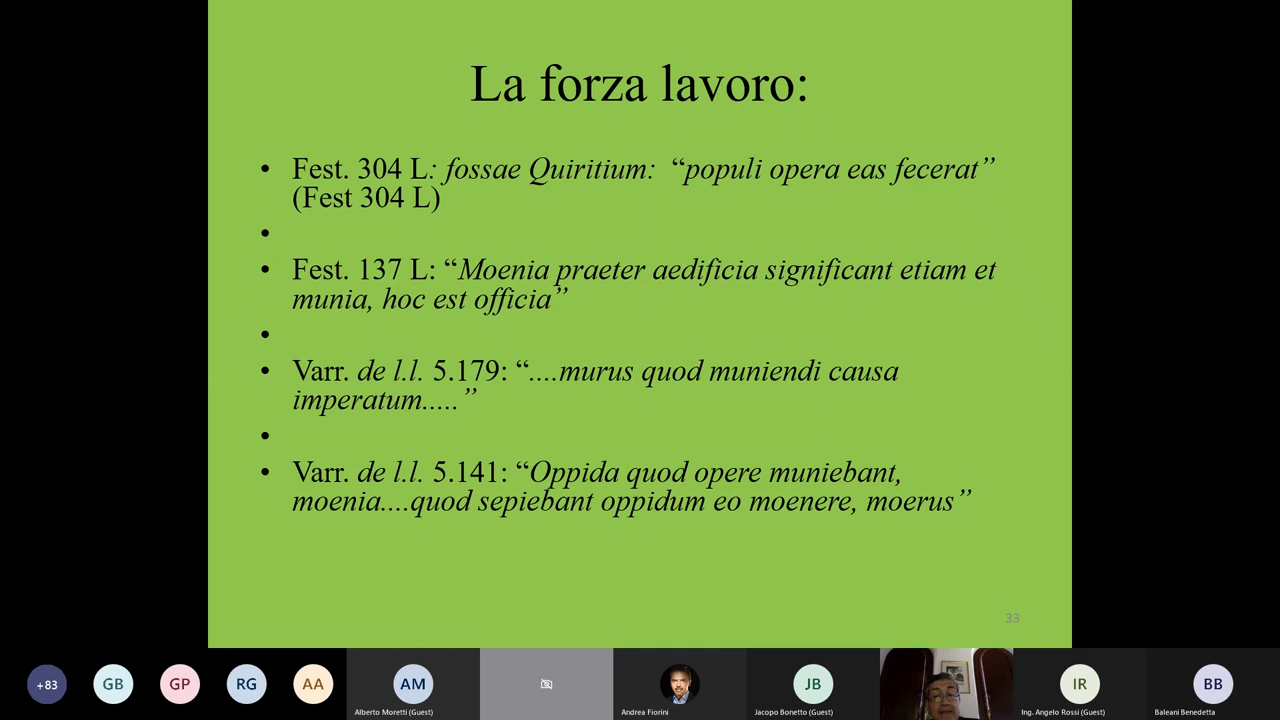 La forza lavoro:
• Fest. 304 L: fossae Quiritium: “populi opera eas fecerat”
(Fest 304 L)
•
• Fest. 137 L: “Moenia praeter aedificia significant etiam et
munia, hoc est officia”
•
• Varr. de l.l. 5.179: “....murus quod muniendi causa
imperatum.....”
•
• Varr. de l.l. 5.141: “Oppida quod opere muniebant,
moenia....quod sepiebant oppidum eo moenere, moerus”
33
+83 GB GP RG AA AM JB IR BB
Alberto Moretti (Guest) Andrea Fiorini Jacopo Bonetto (Guest) Ing. Angelo Rossi (Guest) Baleani Benedetta